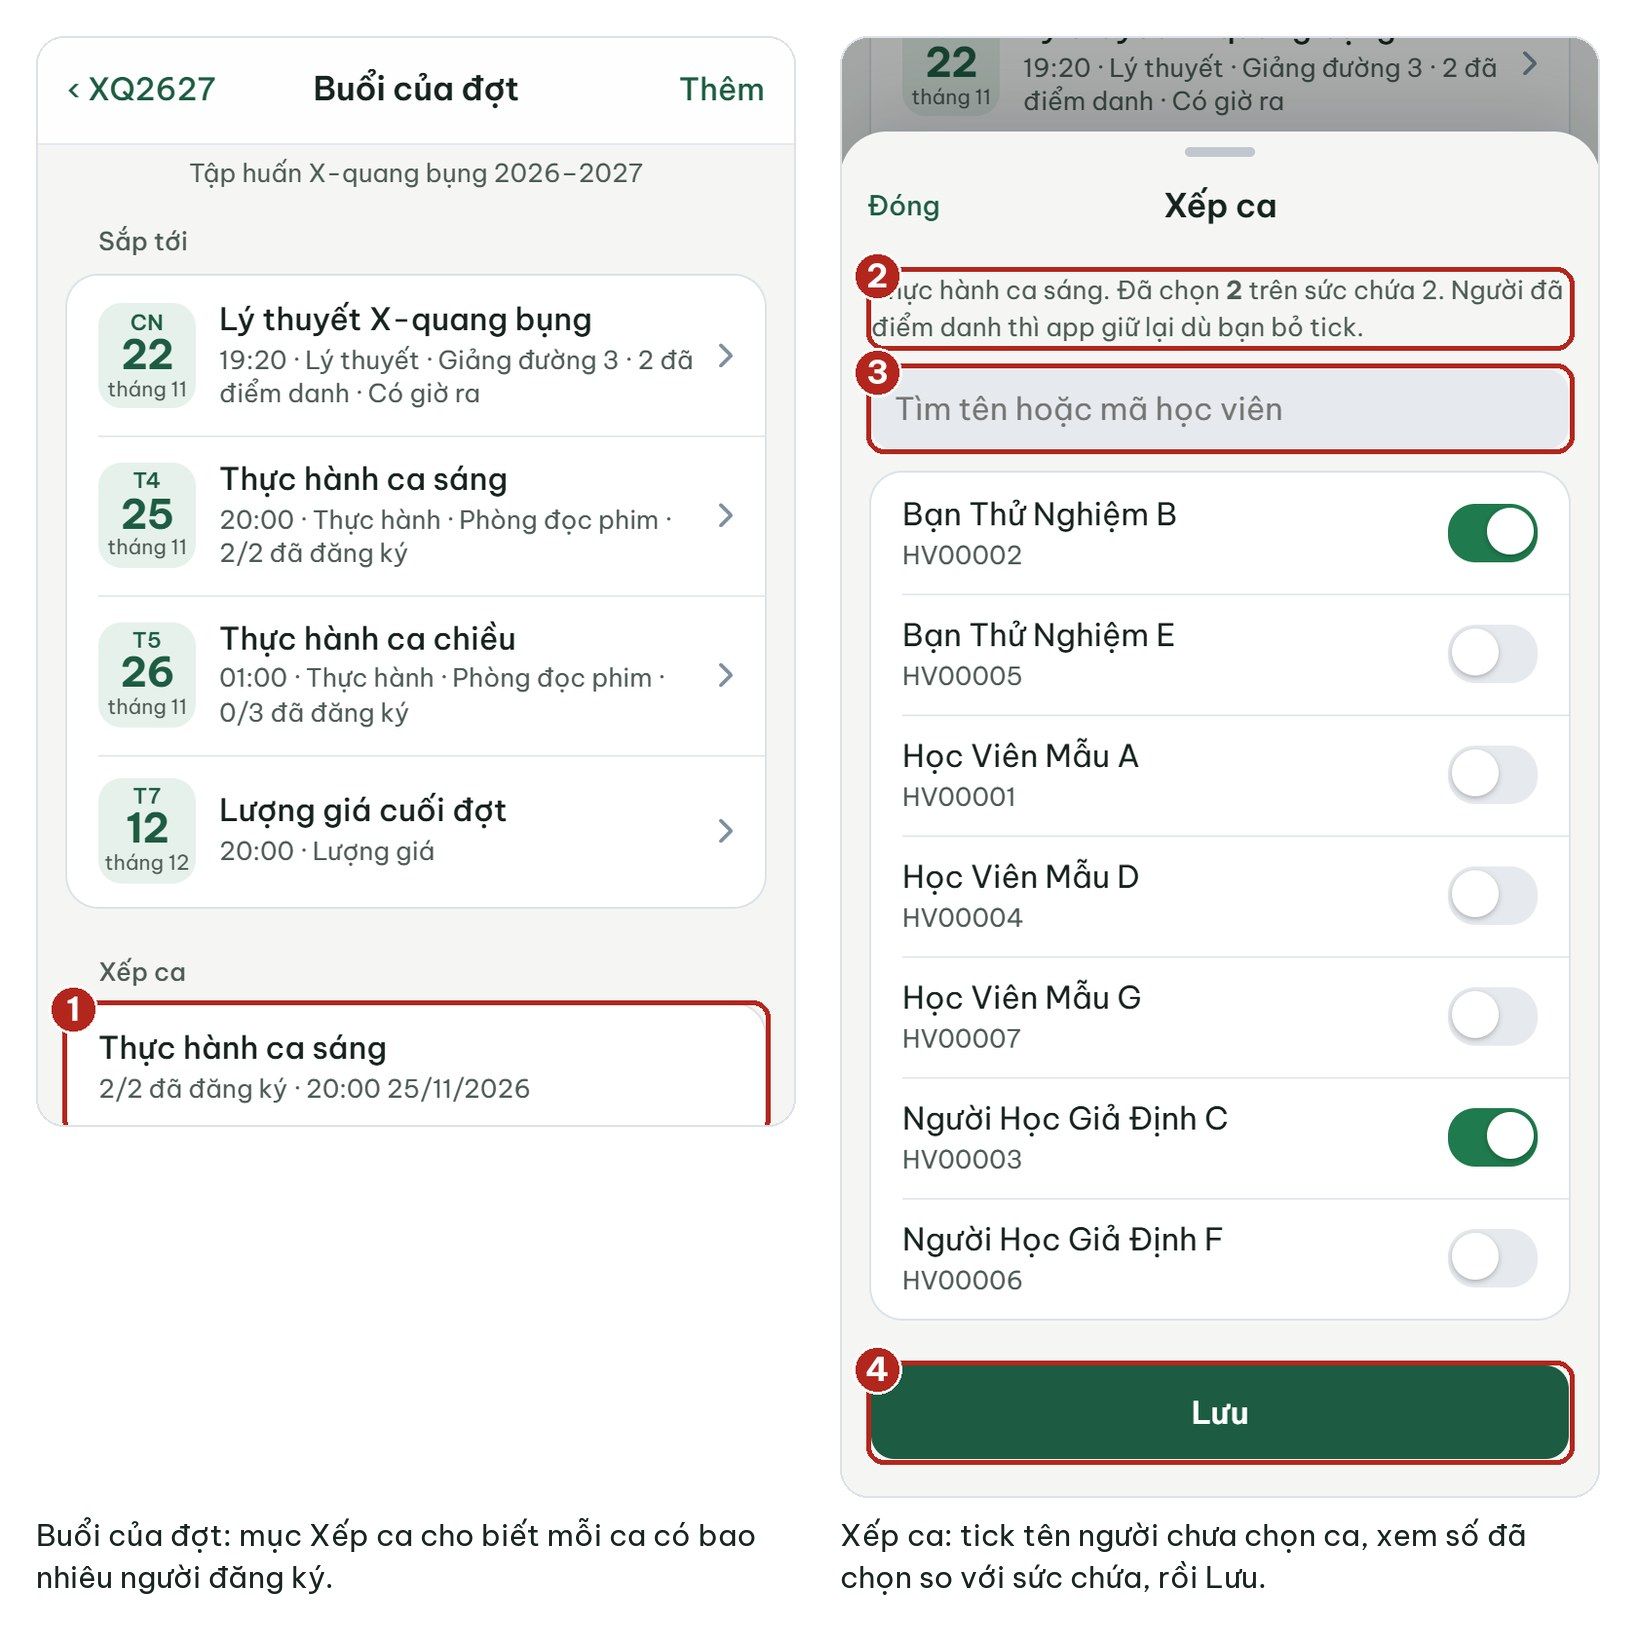 ‹ XQ2627
Buổi của đợt
Thêm
Tập huấn X-quang bụng 2026–2027
Sắp tới
CN
22
tháng 11
Lý thuyết X-quang bụng
19:20 · Lý thuyết · Giảng đường 3 · 2 đã
điểm danh · Có giờ ra
T4
25
tháng 11
Thực hành ca sáng
20:00 · Thực hành · Phòng đọc phim ·
2/2 đã đăng ký
T5
26
tháng 11
Thực hành ca chiều
01:00 · Thực hành · Phòng đọc phim ·
0/3 đã đăng ký
T7
12
tháng 12
Lượng giá cuối đợt
20:00 · Lượng giá
Xếp ca
1
Thực hành ca sáng
2/2 đã đăng ký · 20:00 25/11/2026
Buổi của đợt: mục Xếp ca cho biết mỗi ca có bao
nhiêu người đăng ký.
22
tháng 11
19:20 · Lý thuyết · Giảng đường 3 · 2 đã
điểm danh · Có giờ ra
Đóng
Xếp ca
2
hành ca sáng. Đã chọn 2 trên sức chứa 2. Người đã
điểm danh thì app giữ lại dù bạn bỏ tick.
3
Tìm tên hoặc mã học viên
Bạn Thử Nghiệm B
HV00002
Bạn Thử Nghiệm E
HV00005
Học Viên Mẫu A
HV00001
Học Viên Mẫu D
HV00004
Học Viên Mẫu G
HV00007
Người Học Giả Định C
HV00003
Người Học Giả Định F
HV00006
4
Lưu
Xếp ca: tick tên người chưa chọn ca, xem số đã
chọn so với sức chứa, rồi Lưu.